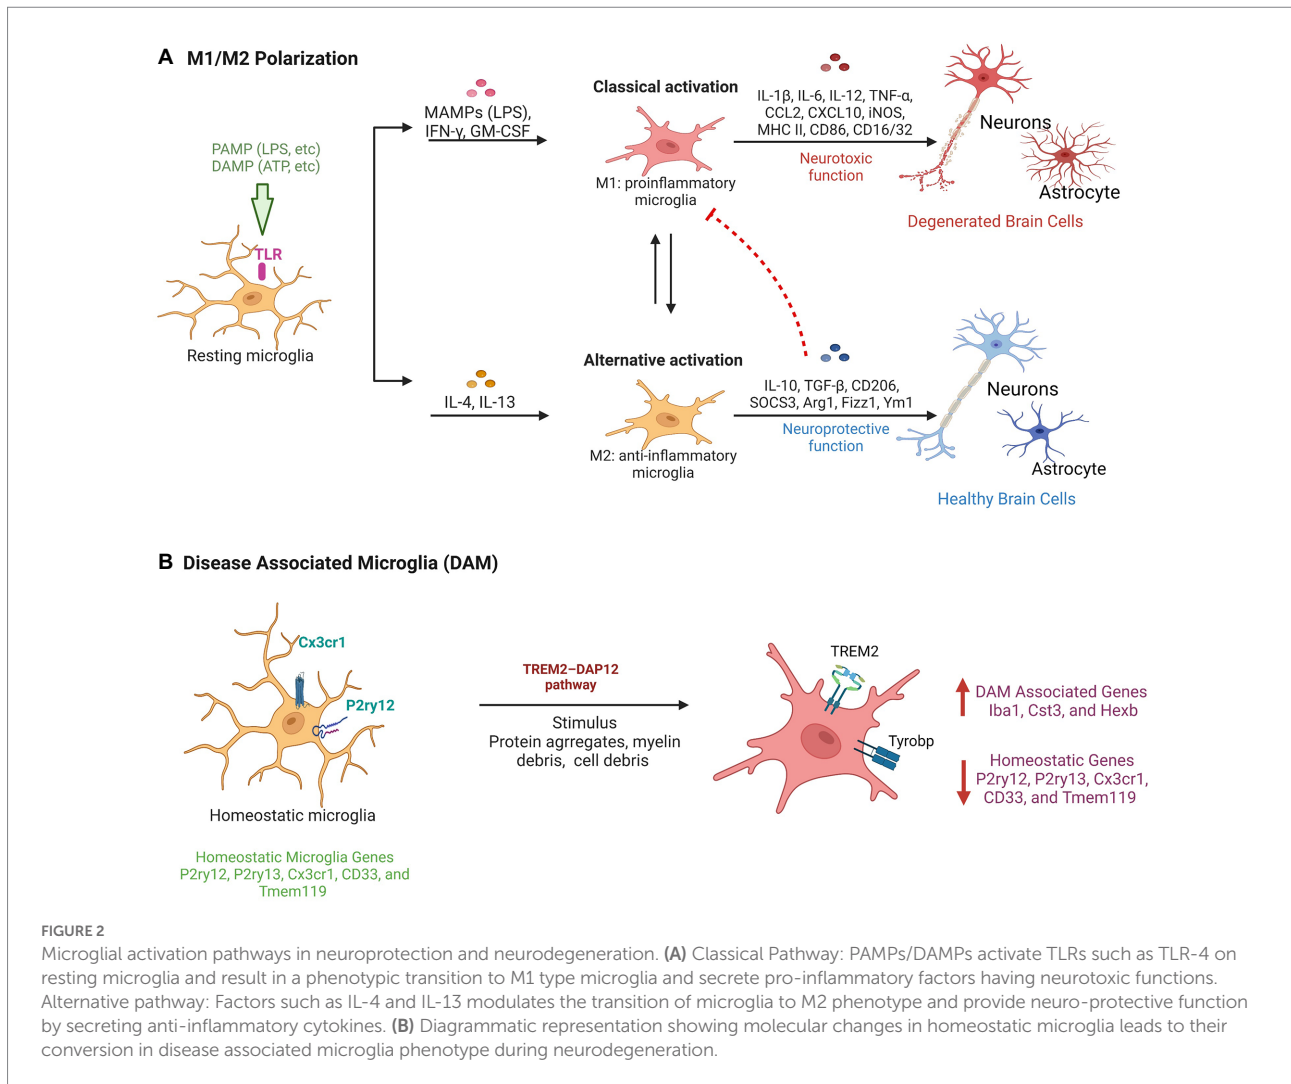 A M1/M2 Polarization
PAMP (LPS, etc)
DAMP (ATP, etc)
TLR
Resting microglia
MAMPs (LPS),
IFN-γ, GM-CSF
IL-4, IL-13
Classical activation
M1: proinflammatory
microglia
Alternative activation
M2: anti-inflammatory
microglia
IL-1β, IL-6, IL-12, TNF-α,
CCL2, CXCL10, iNOS,
MHC II, CD86, CD16/32
Neurotoxic
function
IL-10, TGF-β, CD206,
SOCS3, Arg1, Fizz1, Ym1
Neuroprotective
function
Neurons
Astrocyte
Degenerated Brain Cells
Neurons
Astrocyte
Healthy Brain Cells
B Disease Associated Microglia (DAM)
Cx3cr1
P2ry12
Homeostatic microglia
Homeostatic Microglia Genes
P2ry12, P2ry13, Cx3cr1, CD33, and
Tmem119
TREM2–DAP12
pathway
Stimulus
Protein agrregates, myelin
debris, cell debris
TREM2
Tyrobp
DAM Associated Genes
Iba1, Cst3, and Hexb
Homeostatic Genes
P2ry12, P2ry13, Cx3cr1,
CD33, and Tmem119
FIGURE 2
Microglial activation pathways in neuroprotection and neurodegeneration. (A) Classical Pathway: PAMPs/DAMPs activate TLRs such as TLR-4 on
resting microglia and result in a phenotypic transition to M1 type microglia and secrete pro-inflammatory factors having neurotoxic functions.
Alternative pathway: Factors such as IL-4 and IL-13 modulates the transition of microglia to M2 phenotype and provide neuro-protective function
by secreting anti-inflammatory cytokines. (B) Diagrammatic representation showing molecular changes in homeostatic microglia leads to their
conversion in disease associated microglia phenotype during neurodegeneration.